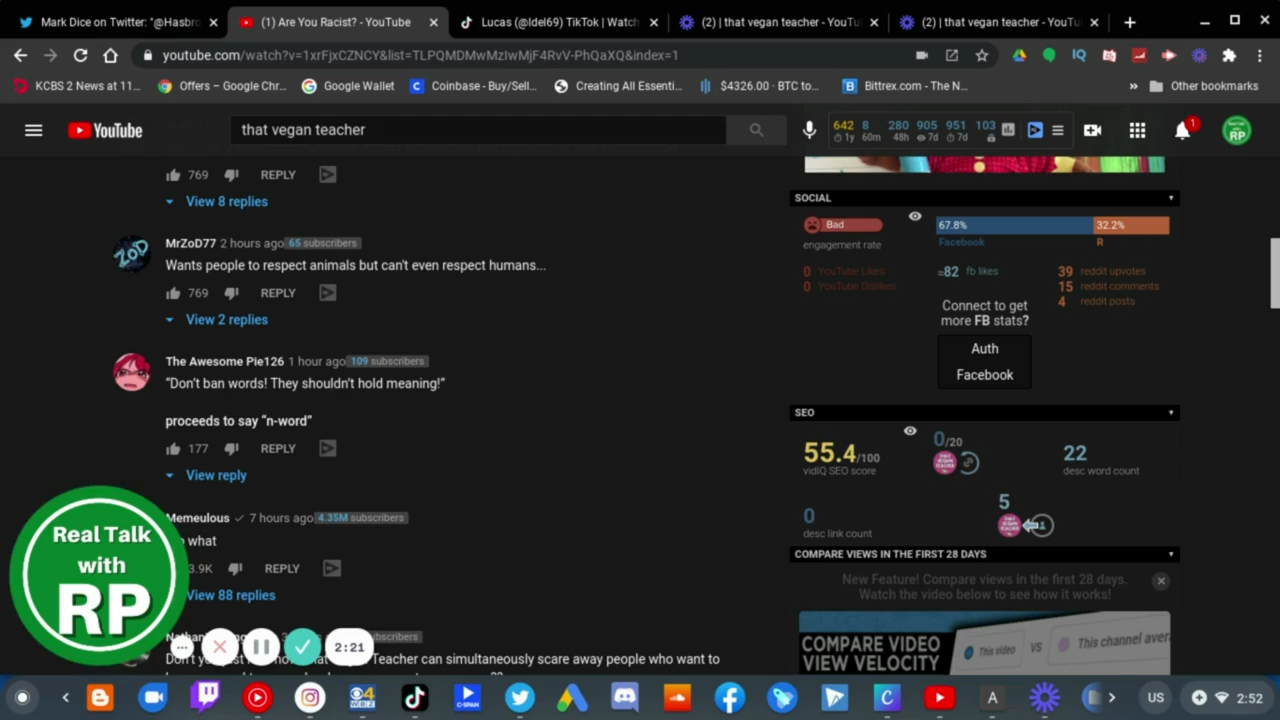 Mark Dice on Twitter: "@Hasbro
(1) Are You Racist? - YouTube
Lucas (@Idel69) TikTok | Watch
(2) | that vegan teacher - YouTu
(2) | that vegan teacher - YouTu
youtube.com/watch?v=1xrFjxCZNCY&list=TLPQMDMwMzIwMjF4RvV-PhQaXQ&index=1
KCBS 2 News at 11...
Offers – Google Chr...
Google Wallet
Coinbase - Buy/Sell...
Creating All Essenti...
$4326.00 · BTC to...
Bittrex.com - The N...
» Other bookmarks
YouTube
that vegan teacher
642 8 280 905 951 103
1y 60m 48h 7d 7d
1
RP
769 REPLY
View 8 replies
MrZoD77 2 hours ago 65 subscribers
Wants people to respect animals but can't even respect humans...
769 REPLY
View 2 replies
The Awesome Pie126 1 hour ago 109 subscribers
“Don’t ban words! They shouldn’t hold meaning!”
proceeds to say “n-word”
177 REPLY
View reply
Memeulous 7 hours ago 4.35M subscribers
what
3.9K REPLY
View 88 replies
subscribers
Teacher can simultaneously scare away people who want to
Real Talk
with
RP
2:21
SOCIAL
Bad
engagement rate
67.8% 32.2%
Facebook R
0 YouTube Likes
0 YouTube Dislikes
≈82 fb likes
39 reddit upvotes
15 reddit comments
4 reddit posts
Connect to get
more FB stats?
Auth
Facebook
SEO
55.4/100
vidIQ SEO score
0/20
22
desc word count
0
desc link count
5
COMPARE VIEWS IN THE FIRST 28 DAYS
New Feature! Compare views in the first 28 days.
Watch the video below to see how it works!
COMPARE VIDEO
VIEW VELOCITY
This video
VS
This channel avera
US
2:52